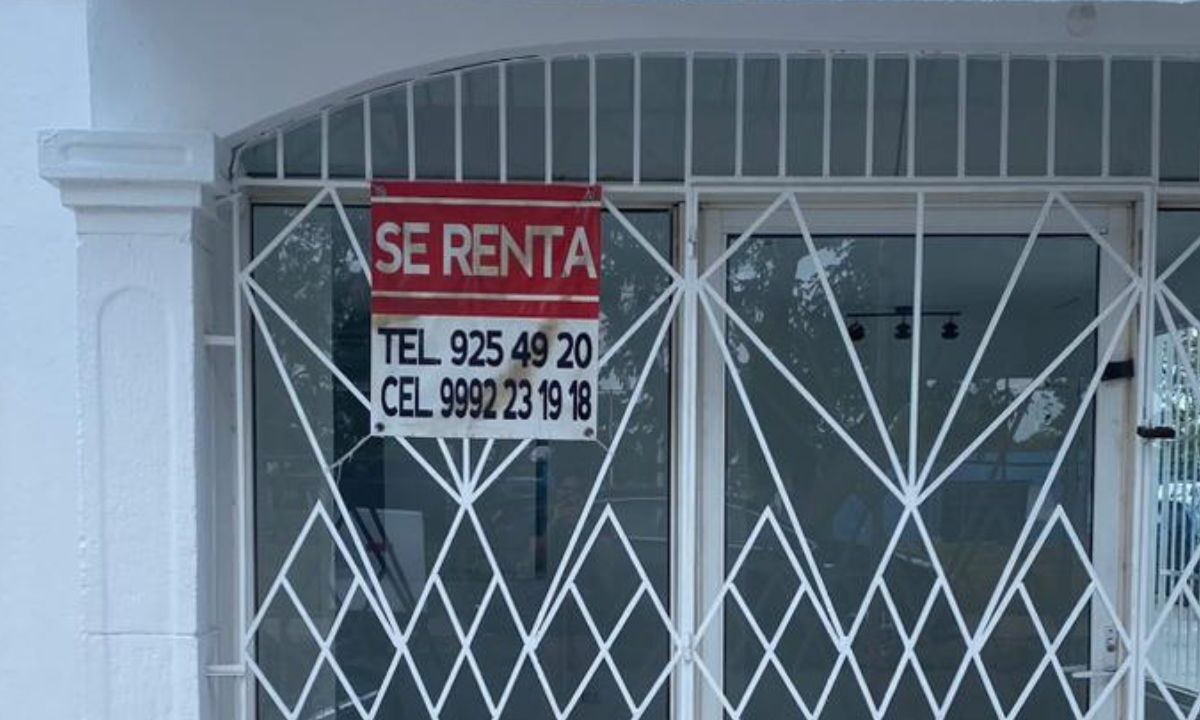 SE RENTA
TEL. 925 49 20
CEL. 9992 23 19 18